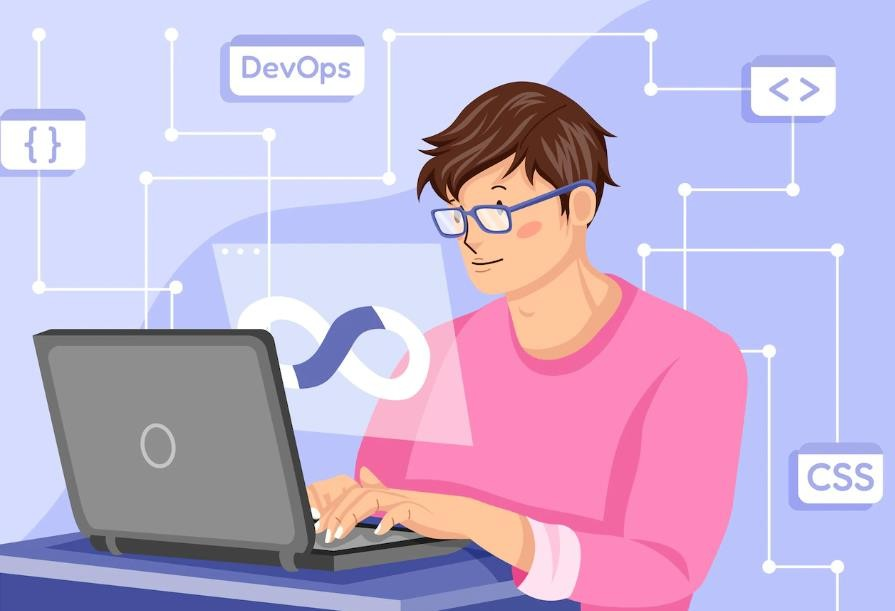 DevOps
< >
{ }
CSS